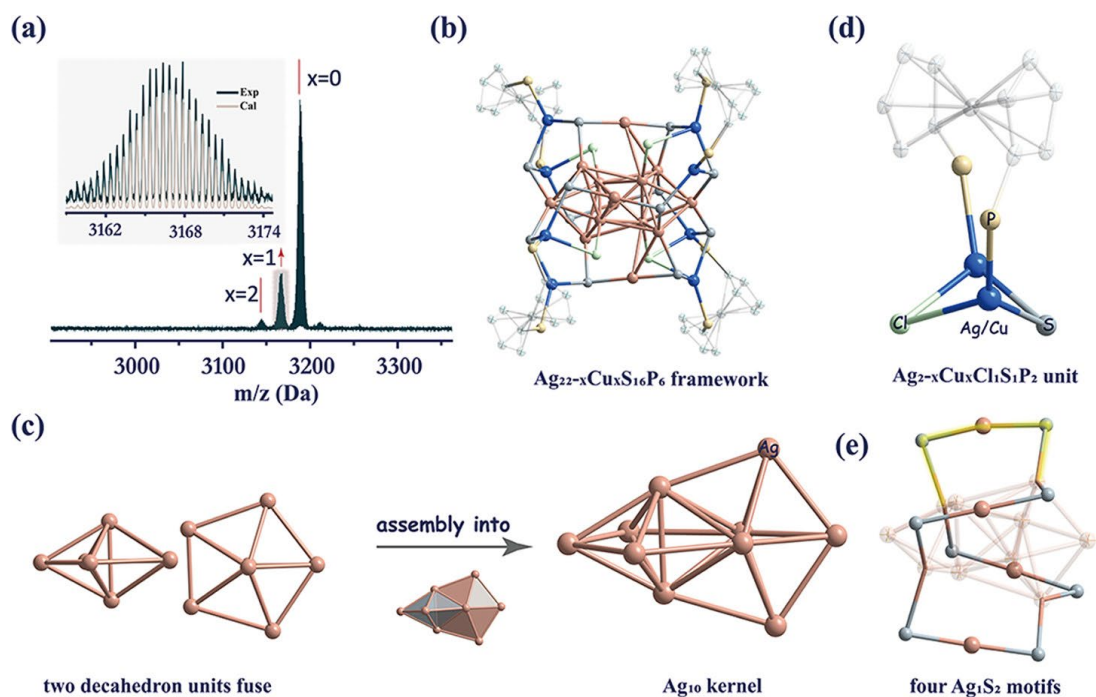 (a)
Exp
Cal
3162 3168 3174
x=0
x=1
x=2
3000 3100 3200 3300
m/z (Da)
(b)
Ag₂₂-ₓCuₓS₁₆P₆ framework
(d)
P
Cl
Ag/Cu
S
Ag₂-ₓCuₓCl₁S₁P₂ unit
(c)
two decahedron units fuse
assembly into
Ag
Ag₁₀ kernel
(e)
four Ag₁S₂ motifs